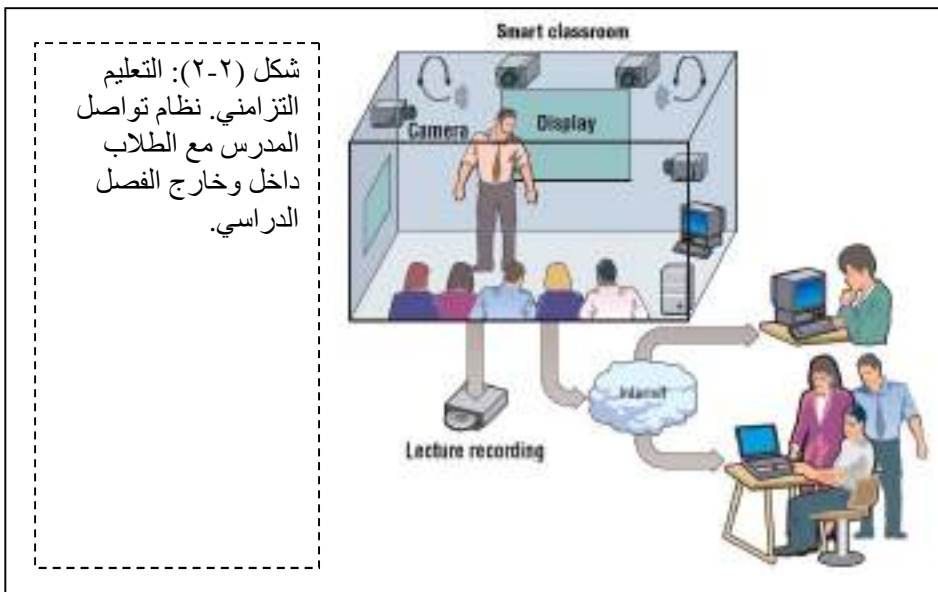 شكل (٢-٢): التعليم
التزامني. نظام تواصل
المدرس مع الطلاب
داخل وخارج الفصل
الدراسي.
Smart classroom
Camera
Display
Internet
Lecture recording